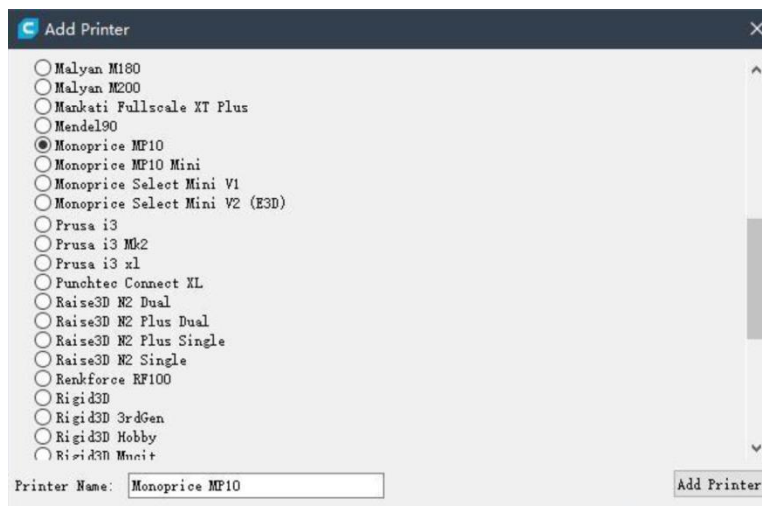 Add Printer
Malyan M180
Malyan M200
Mankati Fullscale XT Plus
Mendel90
Monoprice MP10
Monoprice MP10 Mini
Monoprice Select Mini V1
Monoprice Select Mini V2 (E3D)
Prusa i3
Prusa i3 Mk2
Prusa i3 xl
Punchtec Connect XL
Raise3D N2 Dual
Raise3D N2 Plus Dual
Raise3D N2 Plus Single
Raise3D N2 Single
Renkforce RF100
Rigid3D
Rigid3D 3rdGen
Rigid3D Hobby
Rigid3D Mucit
Printer Name: Monoprice MP10 Add Printer